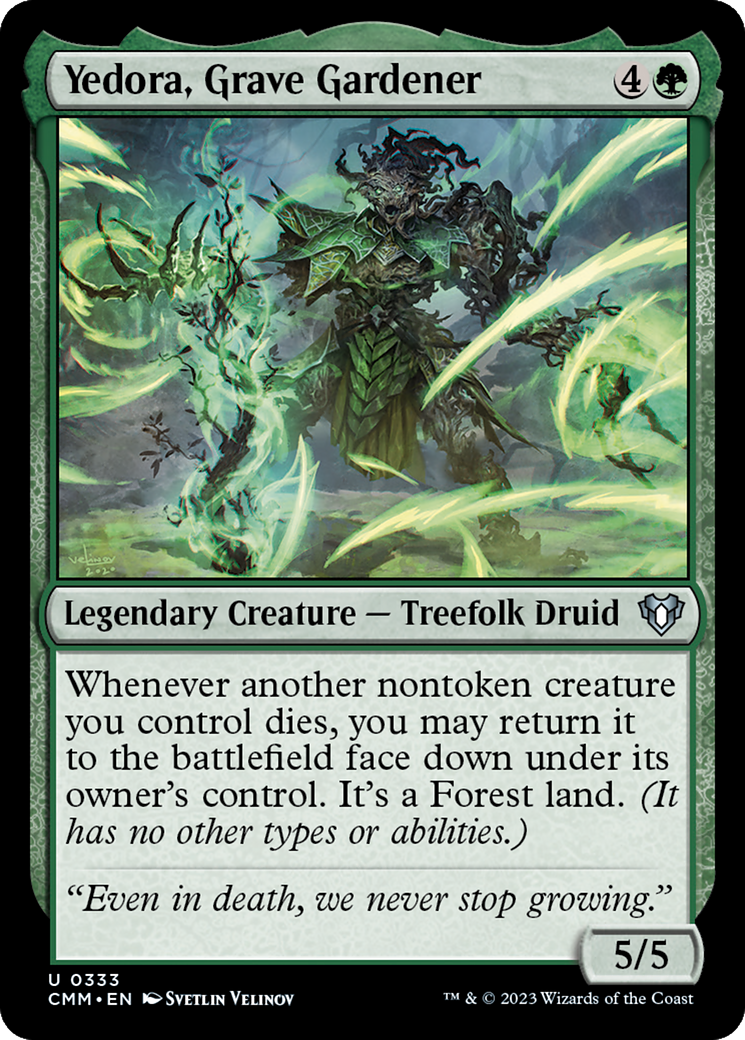 Yedora, Grave Gardener 4
VELINOV
2020
Legendary Creature — Treefolk Druid
Whenever another nontoken creature
you control dies, you may return it
to the battlefield face down under its
owner's control. It's a Forest land. (It
has no other types or abilities.)
“Even in death, we never stop growing.”
5/5
U 0333
CMM • EN Svetlin Velinov
™ & © 2023 Wizards of the Coast